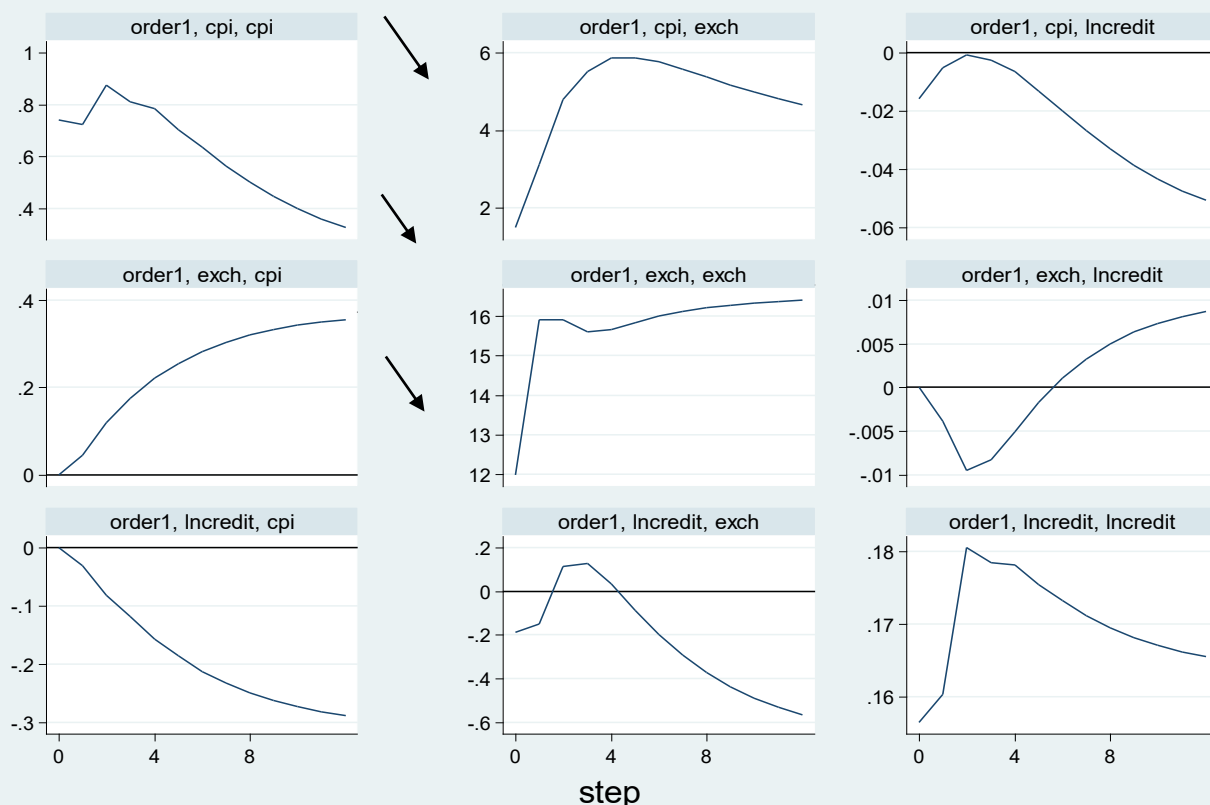 order1, cpi, cpi
1
.8
.6
.4
order1, cpi, exch
6
4
2
order1, cpi, lncredit
0
-.02
-.04
-.06
order1, exch, cpi
.4
.2
0
order1, exch, exch
16
15
14
13
12
order1, exch, lncredit
.01
.005
0
-.005
-.01
order1, lncredit, cpi
0
-.1
-.2
-.3
0 4 8
order1, lncredit, exch
.2
0
-.2
-.4
-.6
0 4 8
order1, lncredit, lncredit
.18
.17
.16
0 4 8
step